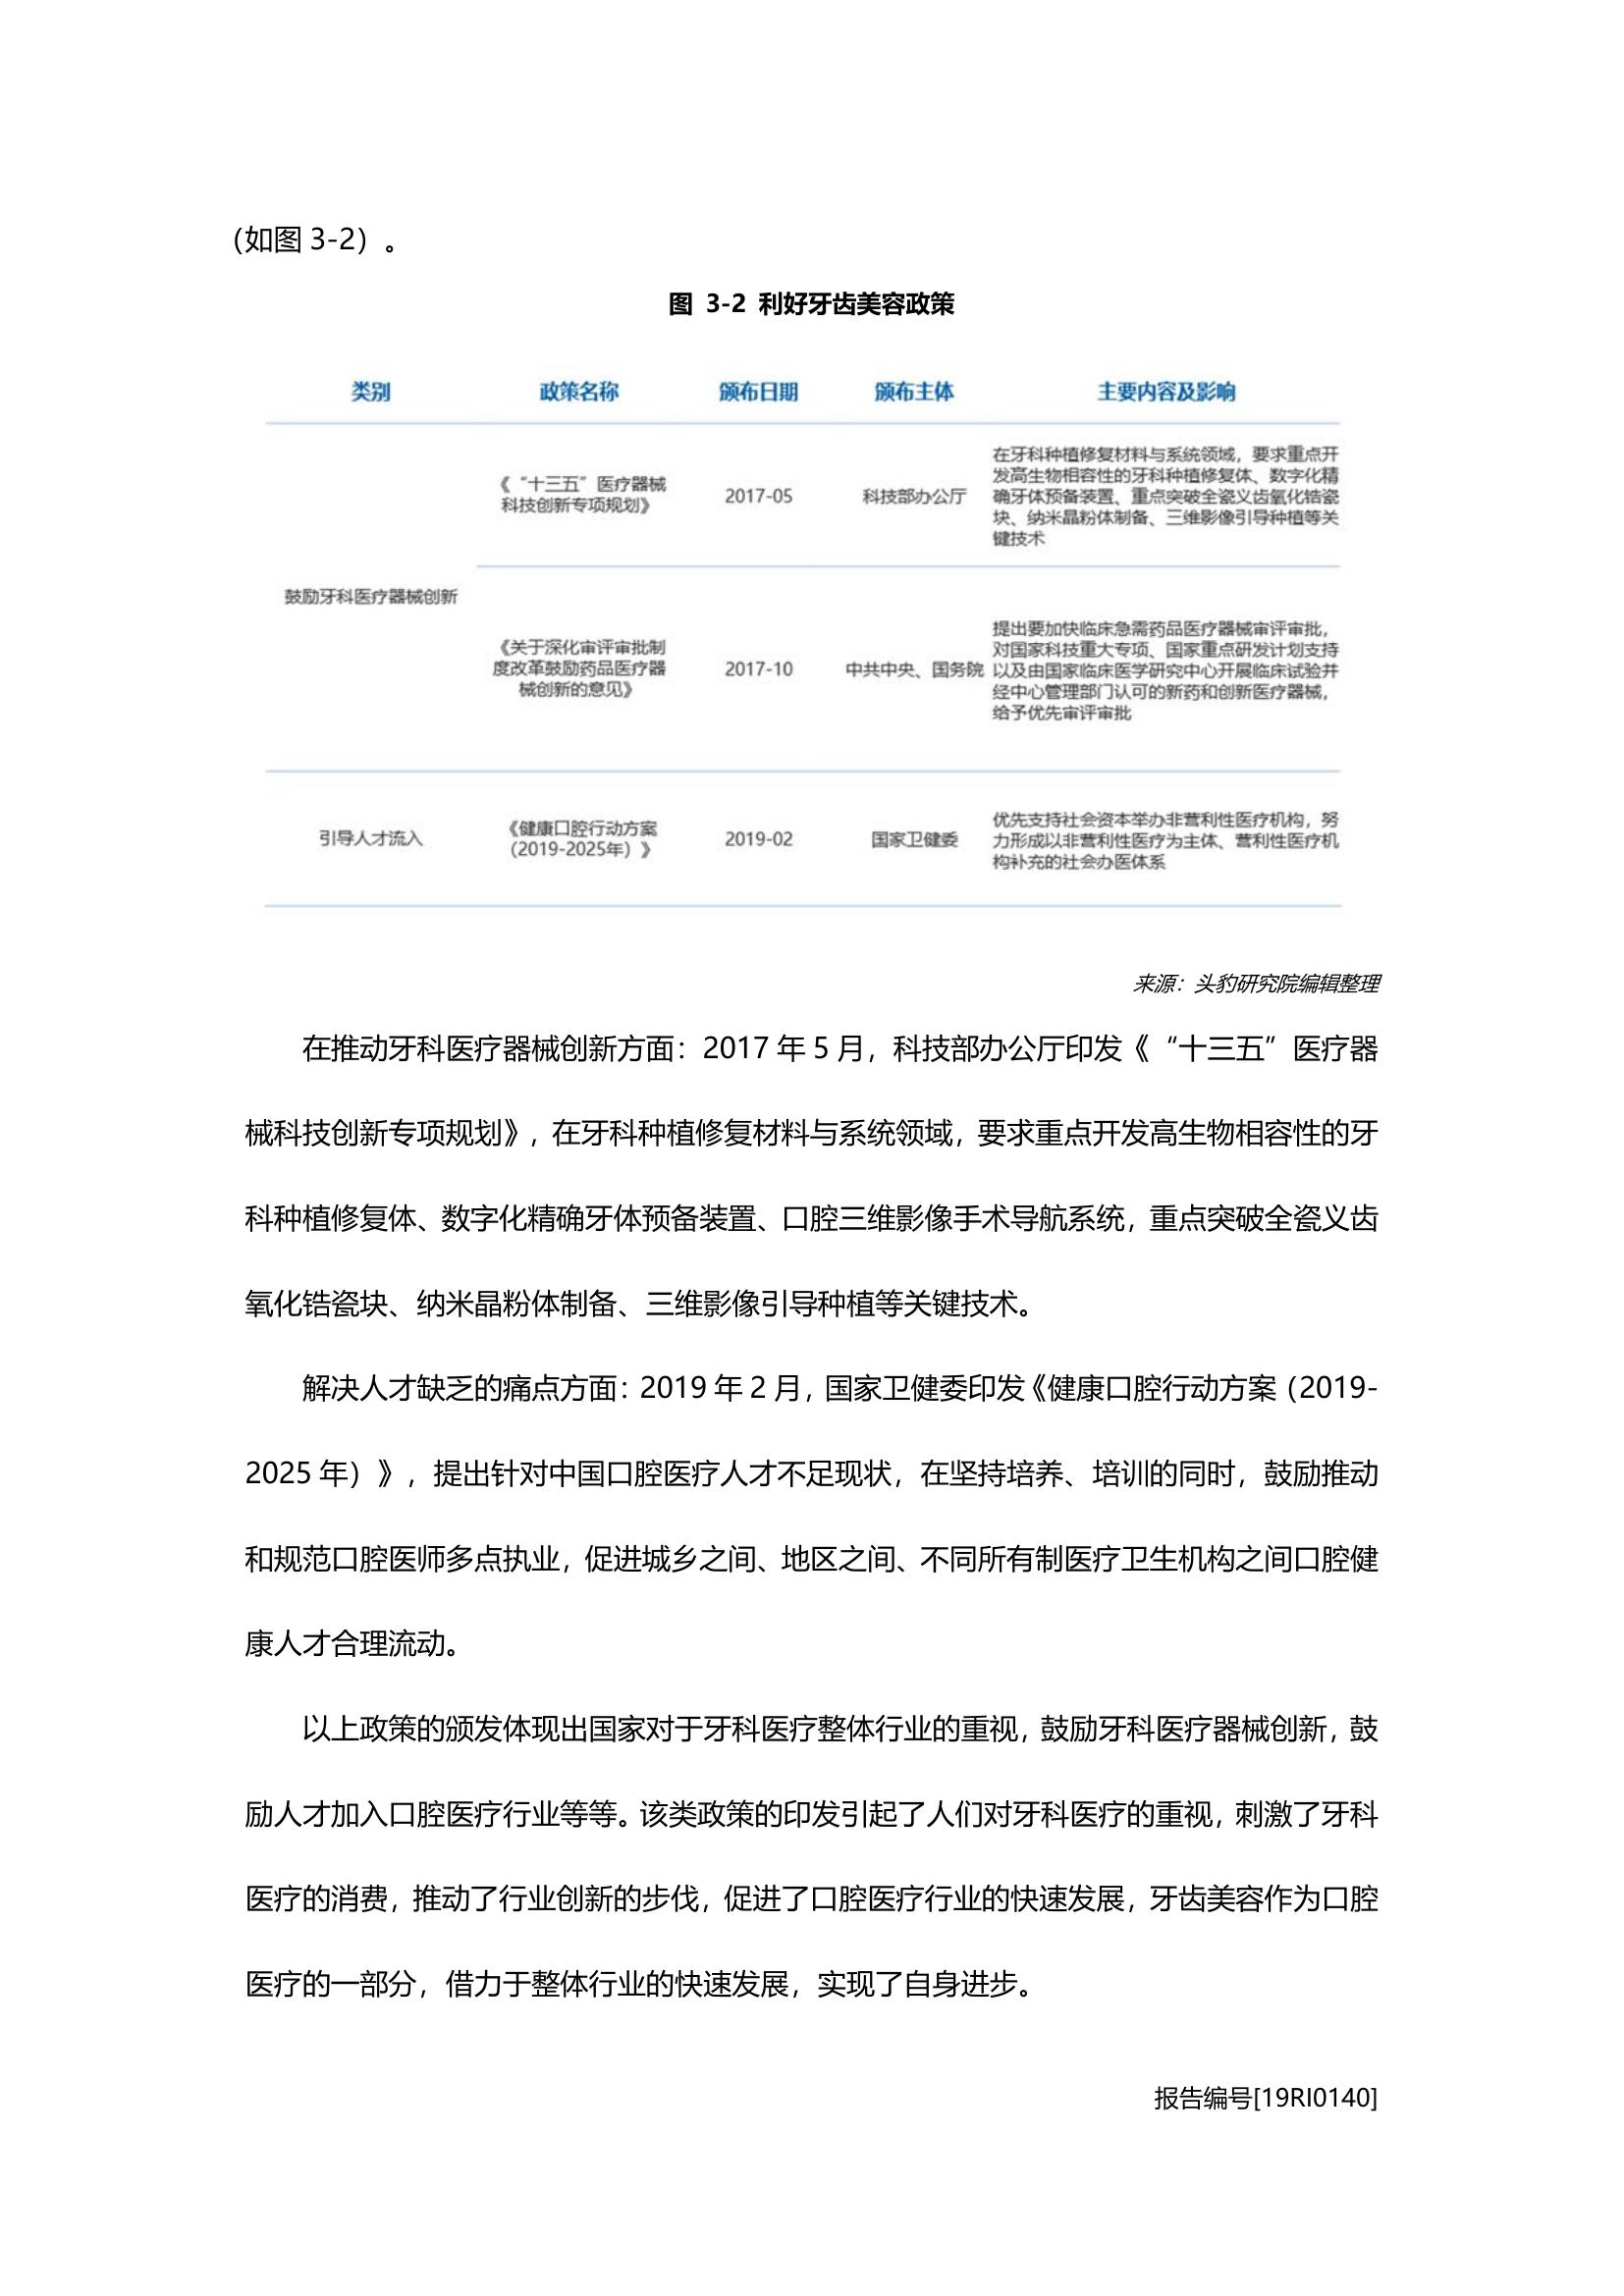 （如图 3-2）。
图 3-2 利好牙齿美容政策
类别 政策名称 颁布日期 颁布主体 主要内容及影响
鼓励牙科医疗器械创新
《“十三五”医疗器械
科技创新专项规划》
2017-05
科技部办公厅
在牙科种植修复材料与系统领域，要求重点开
发高生物相容性的牙科种植修复体、数字化精
确牙体预备装置、重点突破全瓷义齿氧化锆瓷
块、纳米晶粉体制备、三维影像引导种植等关
键技术
《关于深化审评审批制
度改革鼓励药品医疗器
械创新的意见》
2017-10
中共中央、国务院
提出要加快临床急需药品医疗器械审评审批，
对国家科技重大专项、国家重点研发计划支持
以及由国家临床医学研究中心开展临床试验并
经中心管理部门认可的新药和创新医疗器械，
给予优先审评审批
引导人才流入
《健康口腔行动方案
（2019-2025年）》
2019-02
国家卫健委
优先支持社会资本举办非营利性医疗机构，努
力形成以非营利性医疗为主体、营利性医疗机
构补充的社会办医体系
来源：头豹研究院编辑整理
在推动牙科医疗器械创新方面：2017 年 5 月，科技部办公厅印发《“十三五”医疗器
械科技创新专项规划》，在牙科种植修复材料与系统领域，要求重点开发高生物相容性的牙
科种植修复体、数字化精确牙体预备装置、口腔三维影像手术导航系统，重点突破全瓷义齿
氧化锆瓷块、纳米晶粉体制备、三维影像引导种植等关键技术。
解决人才缺乏的痛点方面：2019 年 2 月，国家卫健委印发《健康口腔行动方案（2019-
2025 年）》，提出针对中国口腔医疗人才不足现状，在坚持培养、培训的同时，鼓励推动
和规范口腔医师多点执业，促进城乡之间、地区之间、不同所有制医疗卫生机构之间口腔健
康人才合理流动。
以上政策的颁发体现出国家对于牙科医疗整体行业的重视，鼓励牙科医疗器械创新，鼓
励人才加入口腔医疗行业等等。该类政策的印发引起了人们对牙科医疗的重视，刺激了牙科
医疗的消费，推动了行业创新的步伐，促进了口腔医疗行业的快速发展，牙齿美容作为口腔
医疗的一部分，借力于整体行业的快速发展，实现了自身进步。
报告编号[19RI0140]